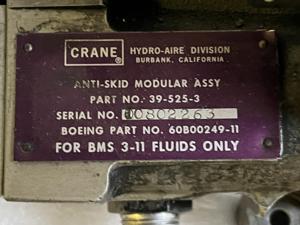 CRANE
® HYDRO-AIRE DIVISION
BURBANK, CALIFORNIA
ANTI-SKID MODULAR ASSY
PART NO. 39-525-3
SERIAL NO. 00802263
BOEING PART NO. 60B00249-11
FOR BMS 3-11 FLUIDS ONLY